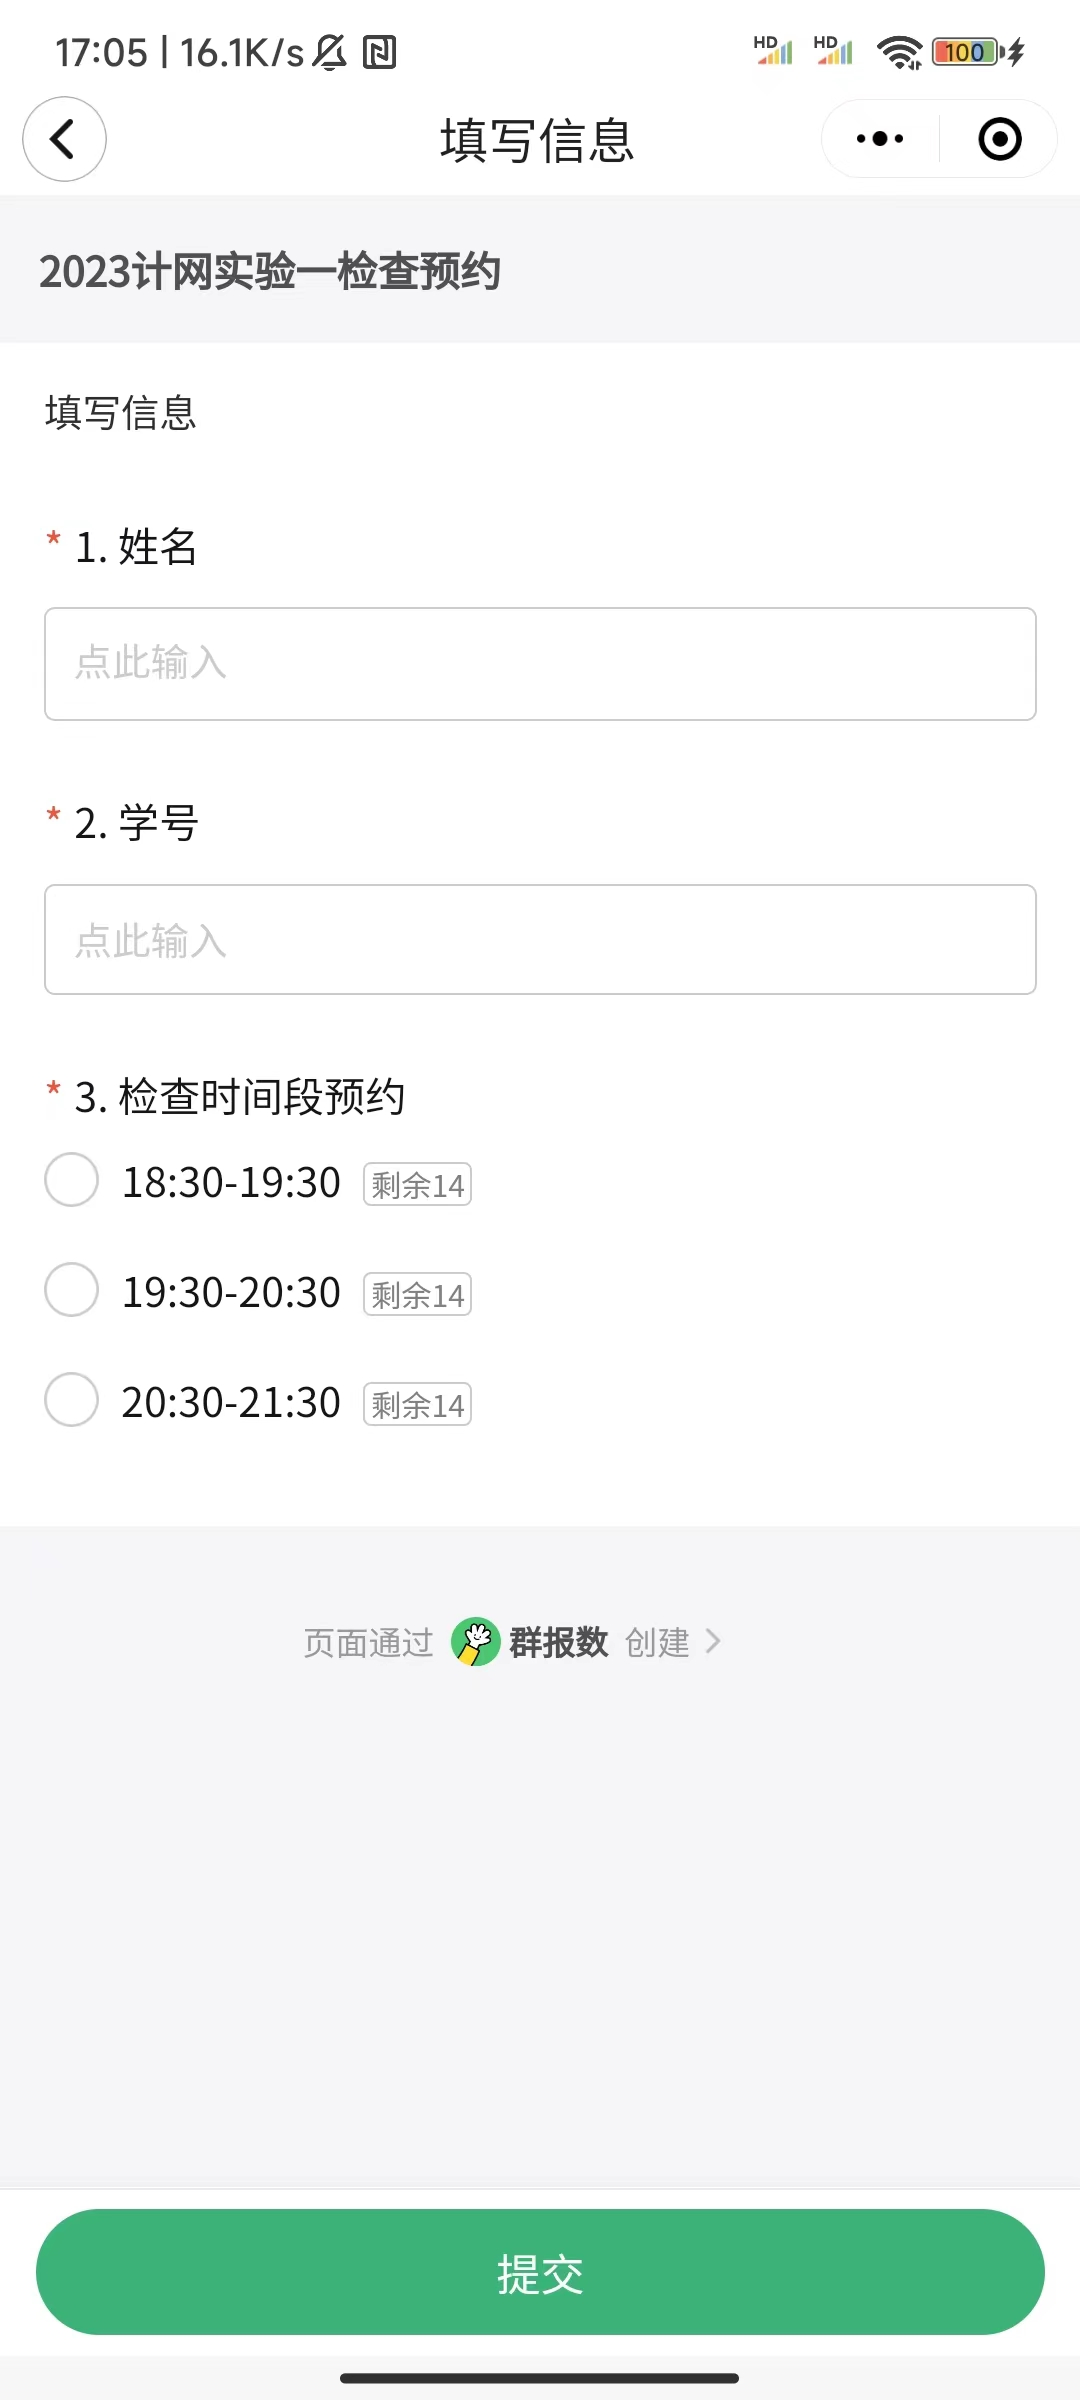 17:05 | 16.1K/s
HD HD 100
填写信息
2023计网实验一检查预约
填写信息
* 1. 姓名
点此输入
* 2. 学号
点此输入
* 3. 检查时间段预约
18:30-19:30 剩余14
19:30-20:30 剩余14
20:30-21:30 剩余14
页面通过 群报数 创建
提交